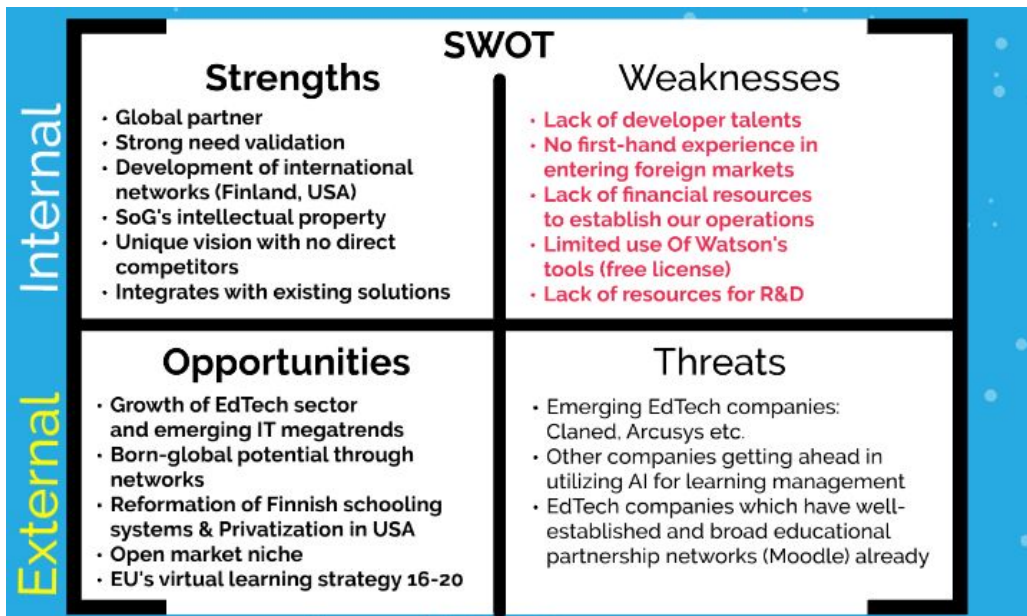 SWOT
Internal
Strengths
• Global partner
• Strong need validation
• Development of international
networks (Finland, USA)
• SoG's intellectual property
• Unique vision with no direct
competitors
• Integrates with existing solutions
Weaknesses
• Lack of developer talents
• No first-hand experience in
entering foreign markets
• Lack of financial resources
to establish our operations
• Limited use Of Watson's
tools (free license)
• Lack of resources for R&D
External
Opportunities
• Growth of EdTech sector
and emerging IT megatrends
• Born-global potential through
networks
• Reformation of Finnish schooling
systems & Privatization in USA
• Open market niche
• EU's virtual learning strategy 16-20
Threats
• Emerging EdTech companies:
Claned, Arcusys etc.
• Other companies getting ahead in
utilizing AI for learning management
• EdTech companies which have well-
established and broad educational
partnership networks (Moodle) already